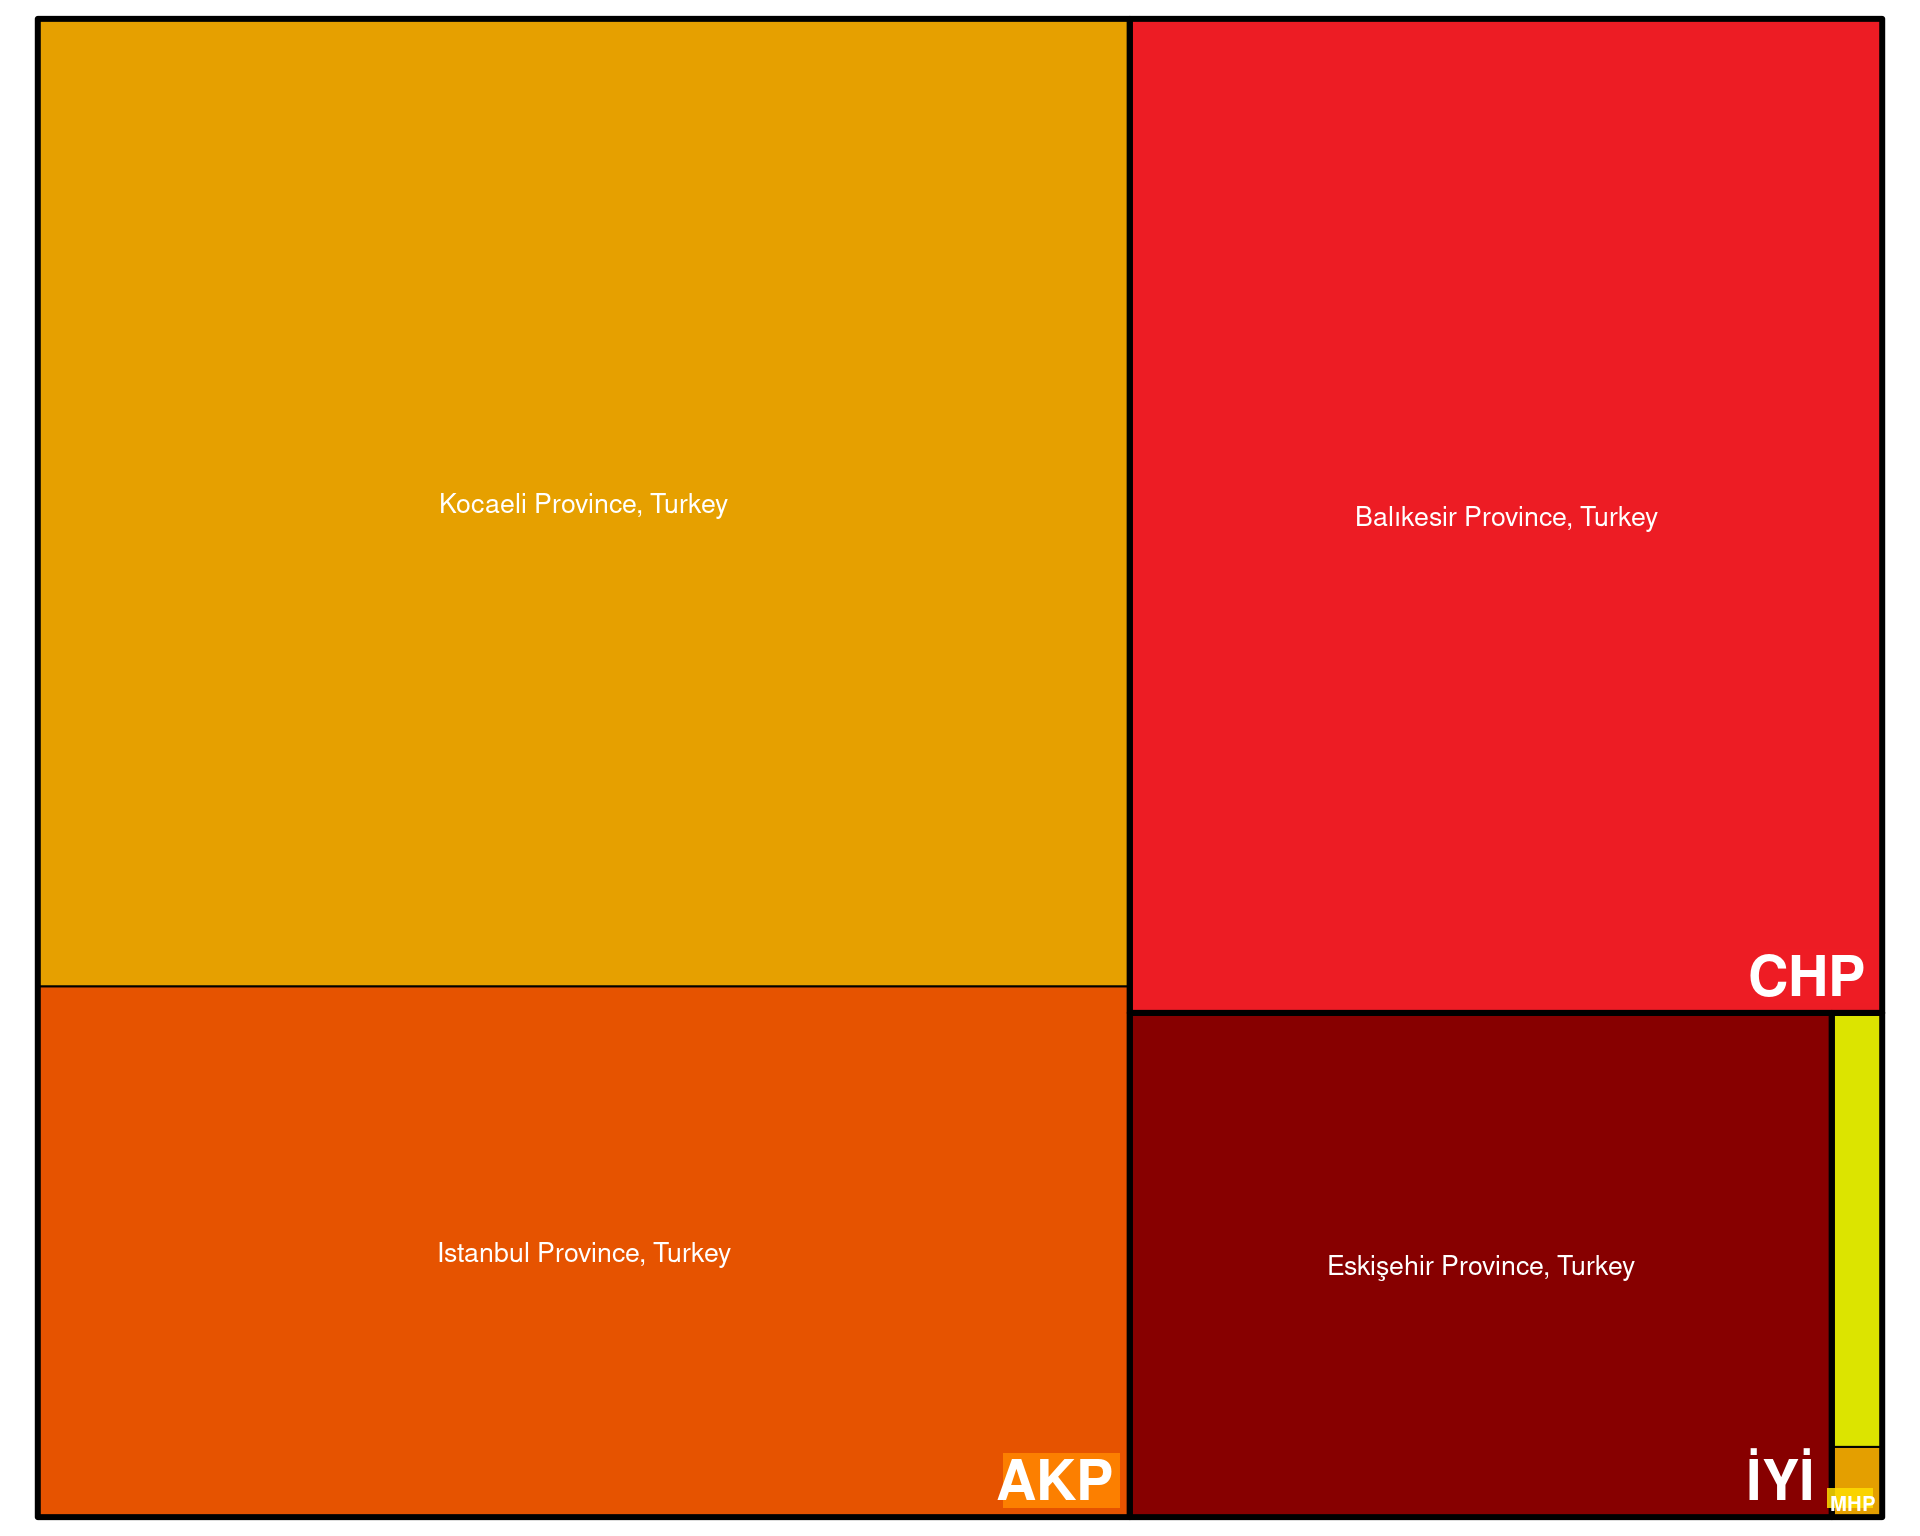 Kocaeli Province, Turkey
Istanbul Province, Turkey
AKP
Balıkesir Province, Turkey
CHP
Eskişehir Province, Turkey
İYİ
MHP